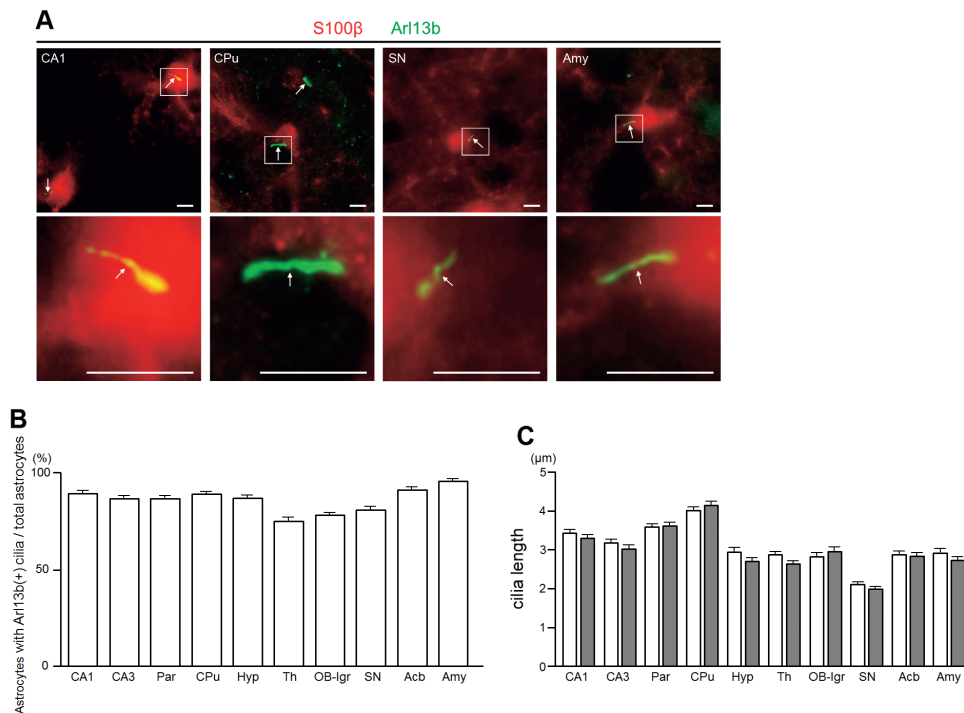 A
S100β Arl13b
CA1 CPu SN Amy
B
(%)
Astrocytes with Arl13b(+) cilia / total astrocytes
100
50
0
CA1 CA3 Par CPu Hyp Th OB-Igr SN Acb Amy
C
(μm)
cilia length
5
4
3
2
1
0
CA1 CA3 Par CPu Hyp Th OB-Igr SN Acb Amy